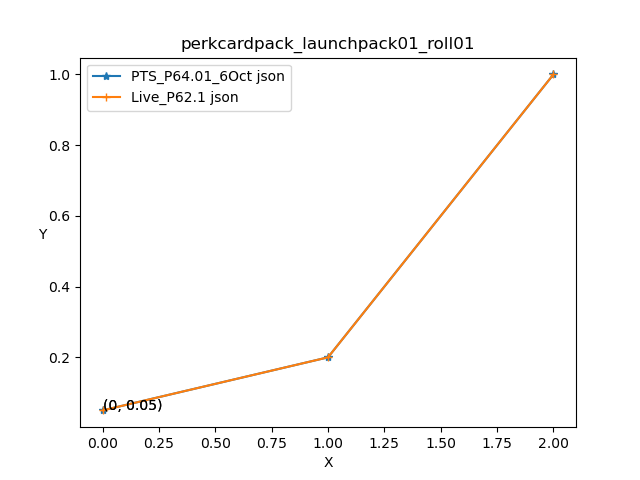 perkcardpack_launchpack01_roll01
PTS_P64.01_6Oct json
Live_P62.1 json
1.0
0.8
0.6
0.4
0.2
Y
(0, 0.05)
0.00 0.25 0.50 0.75 1.00 1.25 1.50 1.75 2.00
X